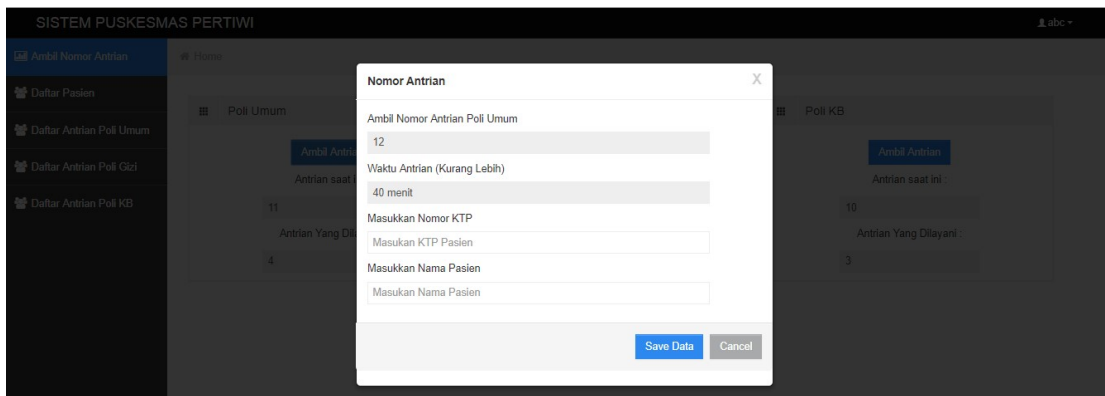 SISTEM PUSKESMAS PERTIWI
abc
Ambil Nomor Antrian
Daftar Pasien
Daftar Antrian Poli Umum
Daftar Antrian Poli Gizi
Daftar Antrian Poli KB
Home
Poli Umum
Antrian saat
11
Antrian Yang
4
Nomor Antrian
X
Ambil Nomor Antrian Poli Umum
12
Waktu Antrian (Kurang Lebih)
40 menit
Masukkan Nomor KTP
Masukan KTP Pasien
Masukkan Nama Pasien
Masukan Nama Pasien
Save Data
Cancel
Poli KB
Ambil Antrian
Antrian saat ini :
10
Antrian Yang Dilayani :
3